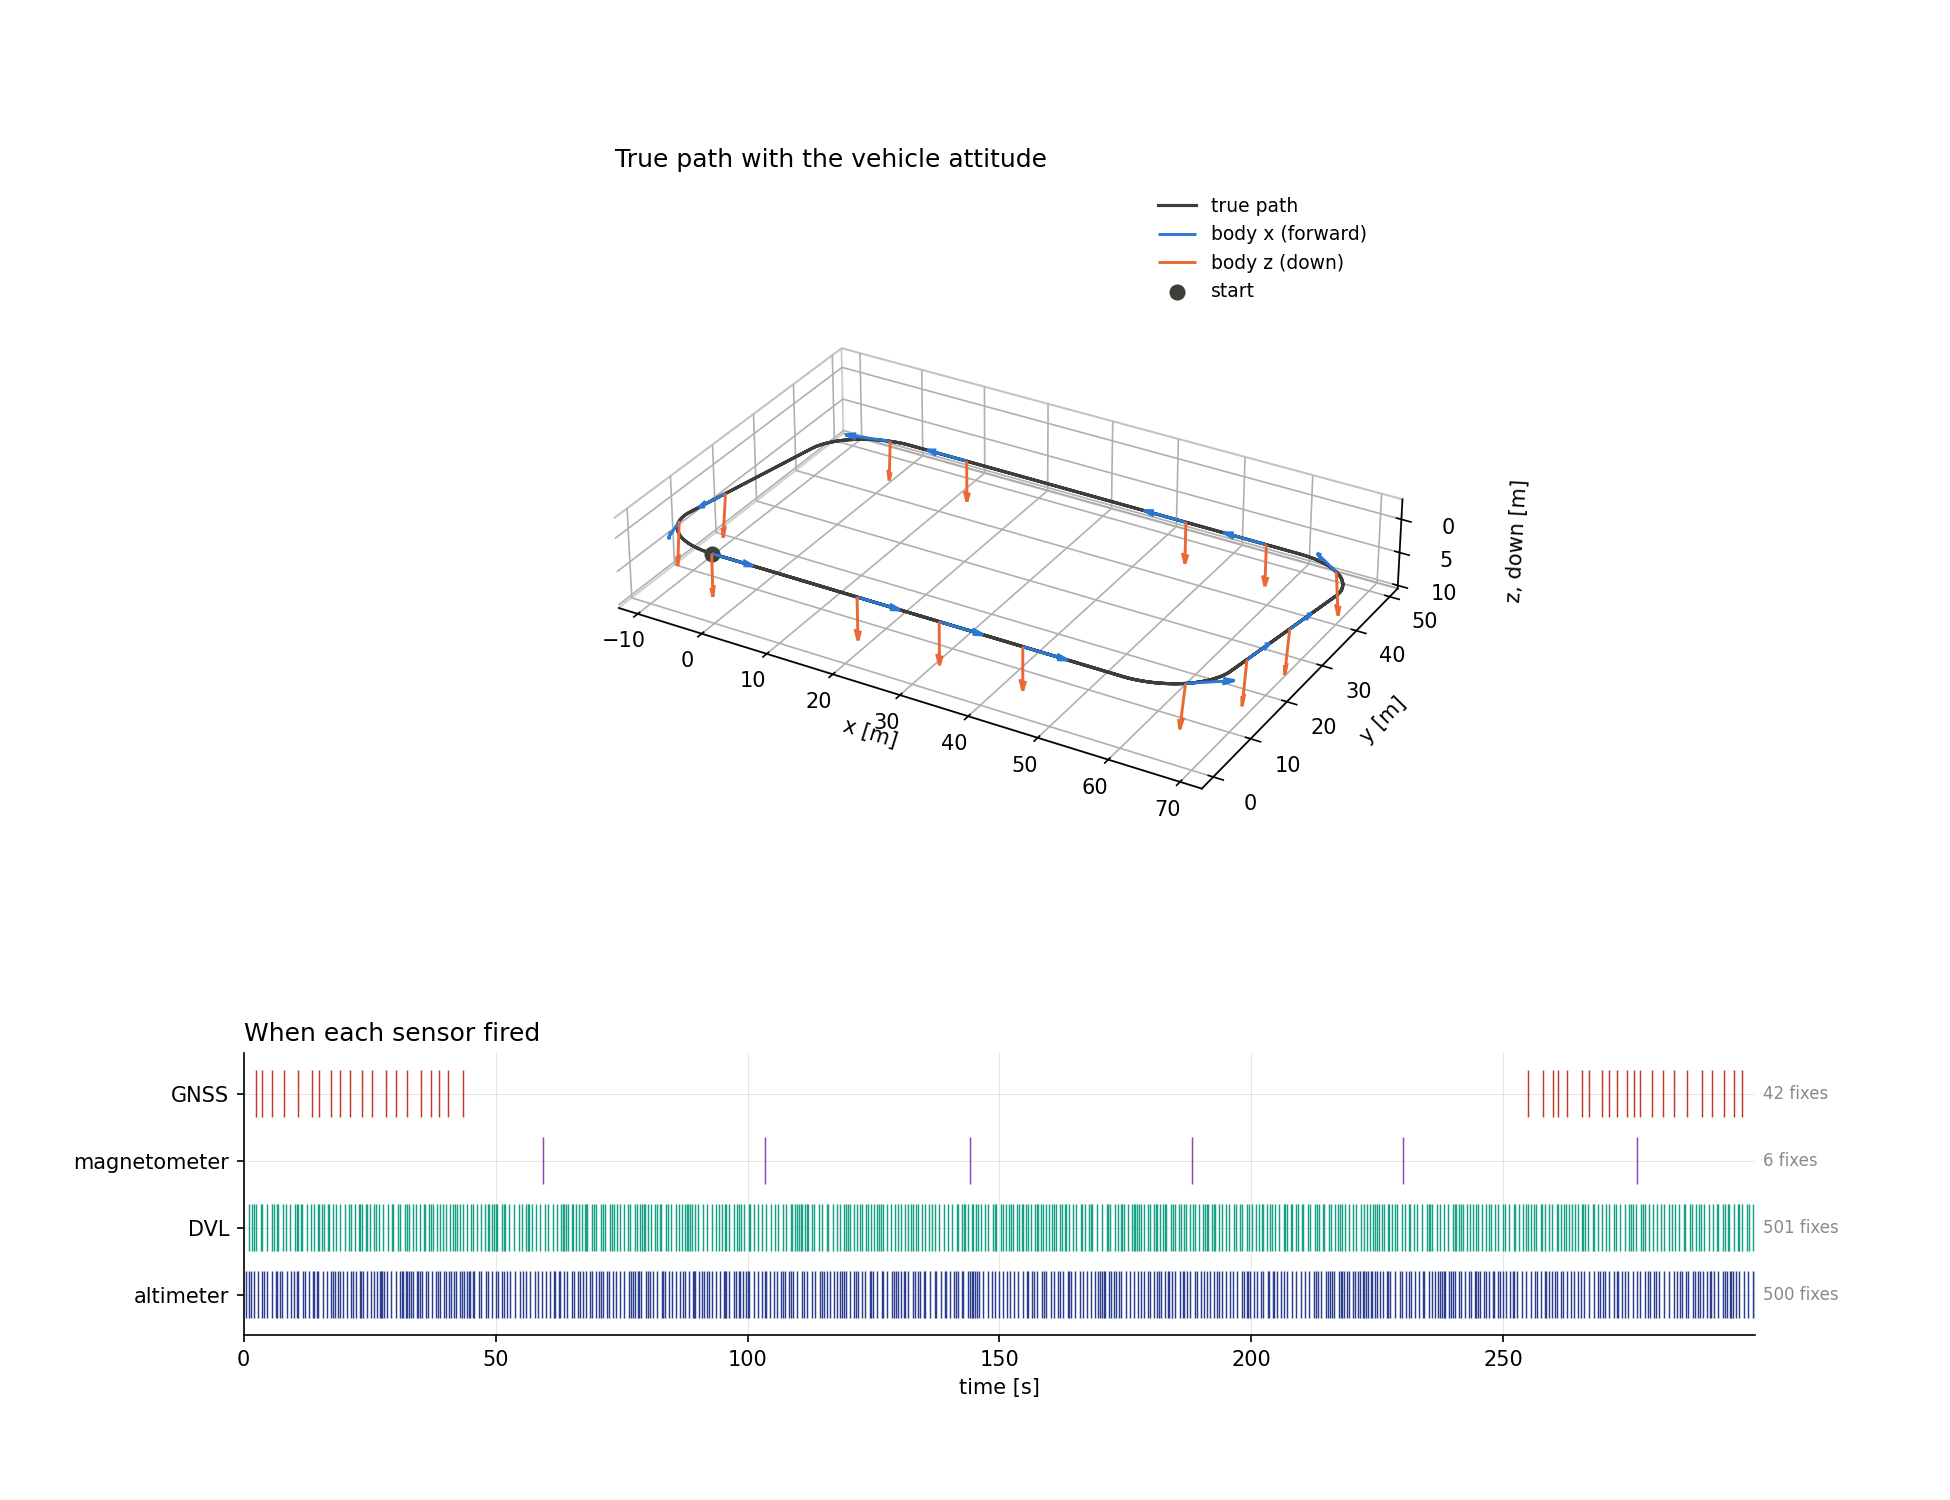 True path with the vehicle attitude
true path
body x (forward)
body z (down)
start
z, down [m]
0
5
10
50
40
30
20
10
0
y [m]
−10
0
10
20
30
40
50
60
70
x [m]
When each sensor fired
GNSS
42 fixes
magnetometer
6 fixes
DVL
501 fixes
altimeter
500 fixes
0
50
100
150
200
250
time [s]